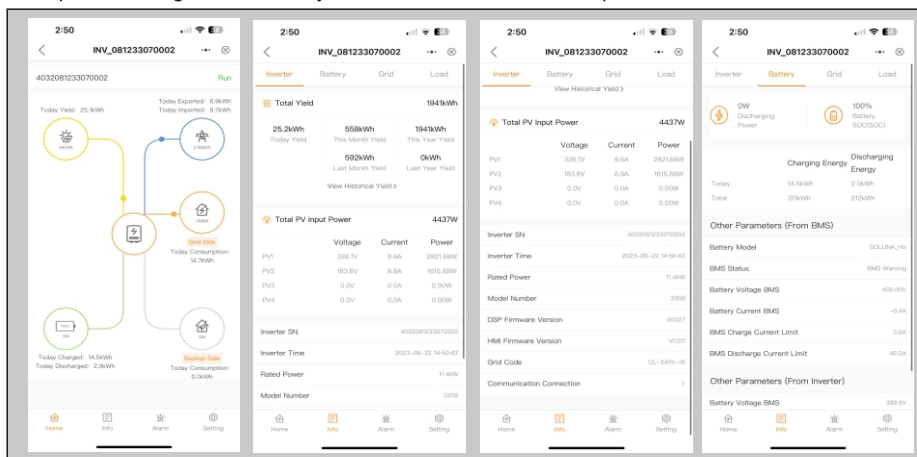 2:50
INV_081233070002
4032081233070002 Run
Today Yield: 25.1kWh
Today Exported: 6.9kWh
Today Imported: 8.7kWh
Grid Side
Today Consumption:
14.7kWh
Today Charged: 14.5kWh
Today Discharged: 2.0kWh
Backup Side
Today Consumption:
0.0kWh
Home Info Alarm Setting
2:50
INV_081233070002
Inverter Battery Grid Load
Total Yield 1941kWh
25.2kWh 558kWh 1941kWh
Today Yield This Month Yield This Year Yield
592kWh 0kWh
Last Month Yield Last Year Yield
View Historical Yield >
Total PV Input Power 4437W
Voltage Current Power
PV1 328.1V 8.6A 2821.66W
PV2 183.6V 8.8A 1615.68W
PV3 0.0V 0.0A 0.00W
PV4 0.0V 0.0A 0.00W
Inverter SN 4032081233070002
Inverter Time 2023-08-22 14:50:43
Rated Power 11.4kW
Model Number 3208
Home Info Alarm Setting
2:50
INV_081233070002
Inverter Battery Grid Load
View Historical Yield >
Total PV Input Power 4437W
Voltage Current Power
PV1 328.1V 8.6A 2821.66W
PV2 183.6V 8.8A 1615.68W
PV3 0.0V 0.0A 0.00W
PV4 0.0V 0.0A 0.00W
Inverter SN 4032081233070002
Inverter Time 2023-08-22 14:50:43
Rated Power 11.4kW
Model Number 3208
DSP Firmware Version V0327
HMI Firmware Version V0311
Grid Code UL-240V-18
Communication Connection >
Home Info Alarm Setting
2:50
INV_081233070002
Inverter Battery Grid Load
0W
Discharging
Power
100%
Battery
SOC(SOC)
Charging Energy Discharging
Energy
Today 14.5kWh 2.0kWh
Total 311kWh 212kWh
Other Parameters (From BMS)
Battery Model SOLUNA_HV
BMS Status BMS Warning
Battery Voltage BMS 400.00V
Battery Current BMS -0.4A
BMS Charge Current Limit 0.0A
BMS Discharge Current Limit 40.0A
Other Parameters (From Inverter)
Battery Voltage BMS 399.8V
Home Info Alarm Setting